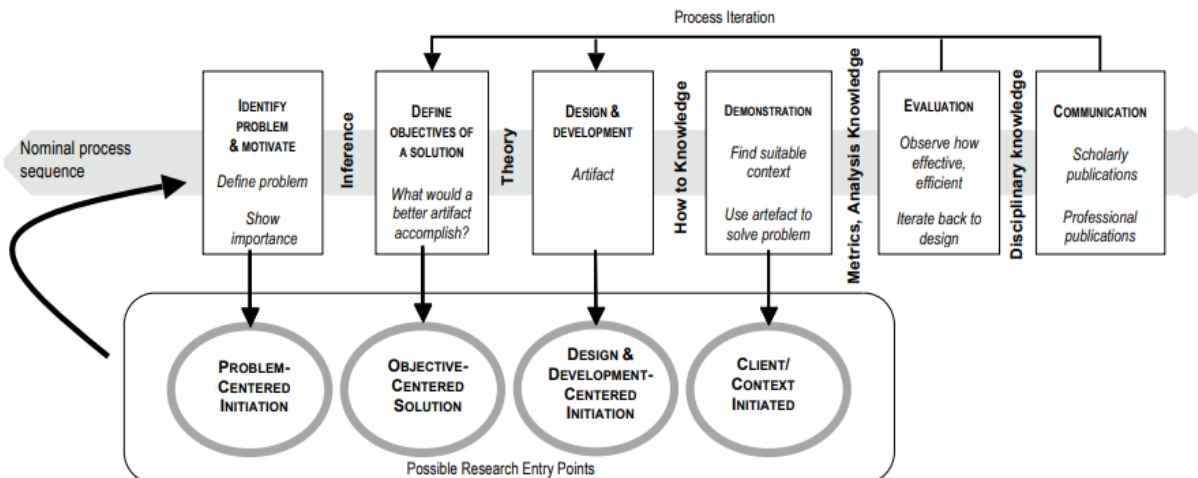 Process Iteration
Nominal process
sequence
IDENTIFY
PROBLEM
& MOTIVATE
Define problem
Show
importance
Inference
DEFINE
OBJECTIVES OF
A SOLUTION
What would a
better artifact
accomplish?
Theory
DESIGN &
DEVELOPMENT
Artifact
How to Knowledge
DEMONSTRATION
Find suitable
context
Use artefact to
solve problem
Metrics, Analysis Knowledge
EVALUATION
Observe how
effective,
efficient
Iterate back to
design
Disciplinary knowledge
COMMUNICATION
Scholarly
publications
Professional
publications
PROBLEM-
CENTERED
INITIATION
OBJECTIVE-
CENTERED
SOLUTION
DESIGN &
DEVELOPMENT-
CENTERED
INITIATION
CLIENT/
CONTEXT
INITIATED
Possible Research Entry Points